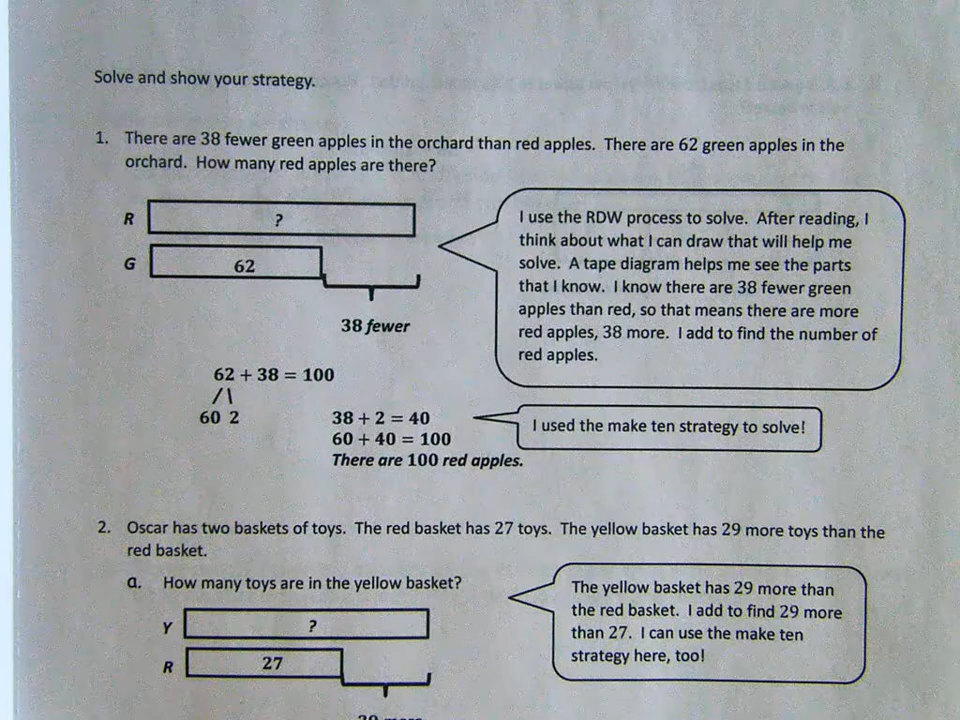 Solve and show your strategy.
1. There are 38 fewer green apples in the orchard than red apples. There are 62 green apples in the
orchard. How many red apples are there?
R ?
G 62
38 fewer
I use the RDW process to solve. After reading, I
think about what I can draw that will help me
solve. A tape diagram helps me see the parts
that I know. I know there are 38 fewer green
apples than red, so that means there are more
red apples, 38 more. I add to find the number of
red apples.
62 + 38 = 100
/\
60 2
38 + 2 = 40
60 + 40 = 100
There are 100 red apples.
I used the make ten strategy to solve!
2. Oscar has two baskets of toys. The red basket has 27 toys. The yellow basket has 29 more toys than the
red basket.
a. How many toys are in the yellow basket?
Y ?
R 27
The yellow basket has 29 more than
the red basket. I add to find 29 more
than 27. I can use the make ten
strategy here, too!